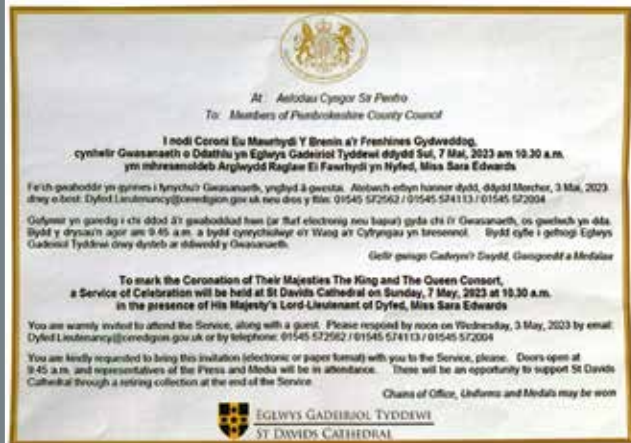 At: Aelodau Cyngor Sir Penfro
To: Members of Pembrokeshire County Council
I nodi Coroni Eu Mawrhydi Y Brenin a'r Frenhines Gydweddog,
cynhelir Gwasanaeth o Ddathlu yn Eglwys Gadeiriol Tyddewi ddydd Sul, 7 Mai, 2023 am 10.30 a.m.
ym mhresenoldeb Arglwydd Raglaw Ei Fawrhydi yn Nyfed, Miss Sara Edwards
Fe'ch gwahoddir yn gynnes i fynychu'r Gwasanaeth, ynghyd â gwestai. Atebwch erbyn hanner dydd, ddydd Mercher, 3 Mai, 2023
drwy e-bost: Dyfed.Lieutenancy@ceredigion.gov.uk neu dros y ffôn: 01545 572562 / 01545 574113 / 01545 572004
Gofynnir yn garedig i chi ddod â'r gwahoddiad hwn (ar ffurf electronig neu bapur) gyda chi i'r Gwasanaeth, os gwelwch yn dda.
Bydd y drysau'n agor am 9.45 a.m. a bydd cynrychiolwyr o'r Wasg a'r Cyfryngau yn bresennol. Bydd cyfle i gefnogi Eglwys
Gadeiriol Tyddewi drwy dysteb ar ddiwedd y Gwasanaeth.
Gellir gwisgo Cadwyn'i Swydd, Gwisgoedd a Medalau
To mark the Coronation of Their Majesties The King and The Queen Consort,
a Service of Celebration will be held at St Davids Cathedral on Sunday, 7 May, 2023 at 10.30 a.m.
in the presence of His Majesty's Lord-Lieutenant of Dyfed, Miss Sara Edwards
You are warmly invited to attend the Service, along with a guest. Please respond by noon on Wednesday, 3 May, 2023 by email:
Dyfed.Lieutenancy@ceredigion.gov.uk or by telephone: 01545 572562 / 01545 574113 / 01545 572004
You are kindly requested to bring this invitation (electronic or paper format) with you to the Service, please. Doors open at
9.45 a.m. and representatives of the Press and Media will be in attendance. There will be an opportunity to support St Davids
Cathedral through a retiring collection at the end of the Service.
Chains of Office, Uniforms and Medals may be worn
EGLWYS GADEIRIOL TYDDEWI
ST DAVIDS CATHEDRAL